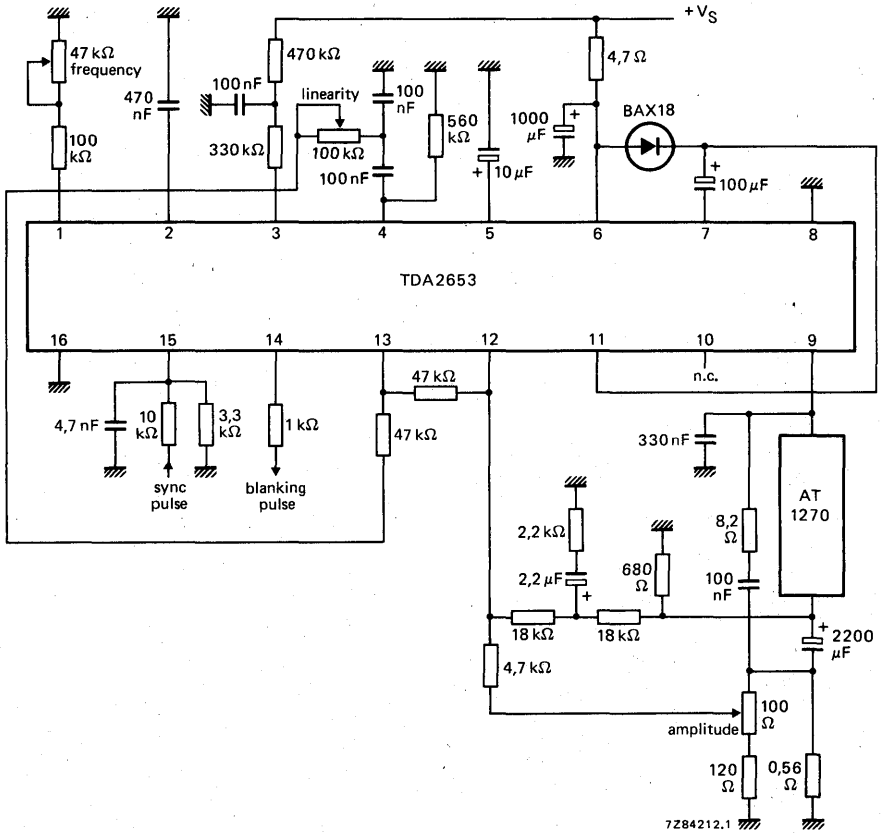 +VS
47 kΩ
frequency
100
kΩ
470
nF
470 kΩ
100 nF
330 kΩ
linearity
100 kΩ
100
nF
100 nF
560
kΩ
+
10 µF
4,7 Ω
1000
µF
+
BAX18
+
100 µF
1
2
3
4
5
6
7
8
TDA2653
16
15
14
13
12
11
10
9
n.c.
4,7 nF
10
kΩ
3,3
kΩ
sync
pulse
1 kΩ
blanking
pulse
47 kΩ
47 kΩ
330 nF
AT
1270
8,2
Ω
100
nF
2,2 kΩ
2,2 µF
+
680
Ω
18 kΩ
18 kΩ
+
2200
µF
4,7 kΩ
amplitude
100
Ω
120
Ω
0,56
Ω
7Z84212.1